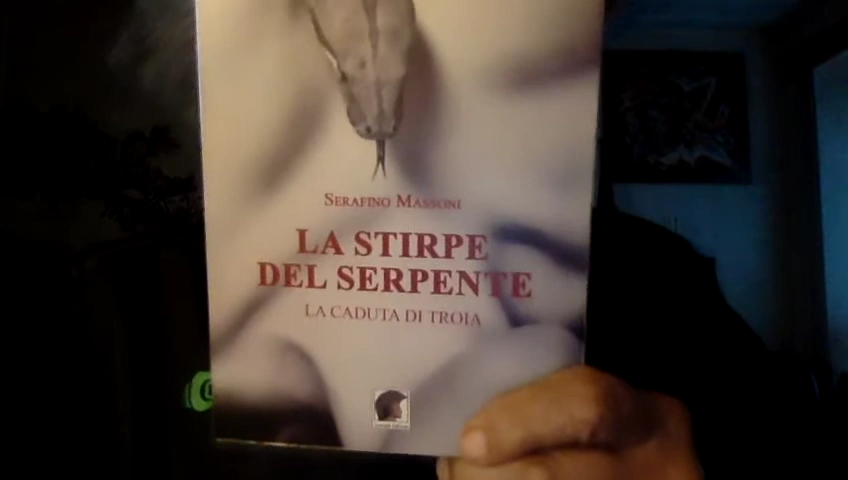 SERAFINO MASSONI
LA STIRPE
DEL SERPENTE
LA CADUTA DI TROIA